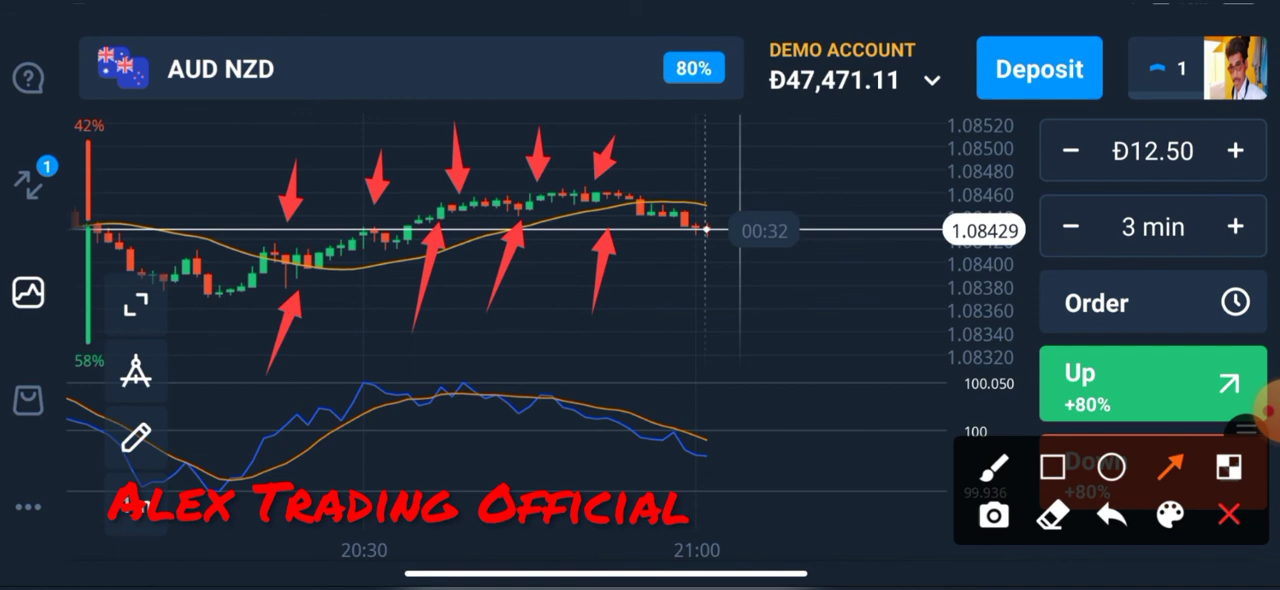 AUD NZD
80%
DEMO ACCOUNT
Đ47,471.11
Deposit
1
42%
1
58%
00:32
1.08520
1.08500
1.08480
1.08460
1.08429
1.08400
1.08380
1.08360
1.08340
1.08320
100.050
100
99.936
Đ12.50
3 min
Order
Up
+80%
Down
+80%
ALEX TRADING OFFICIAL
20:30
21:00